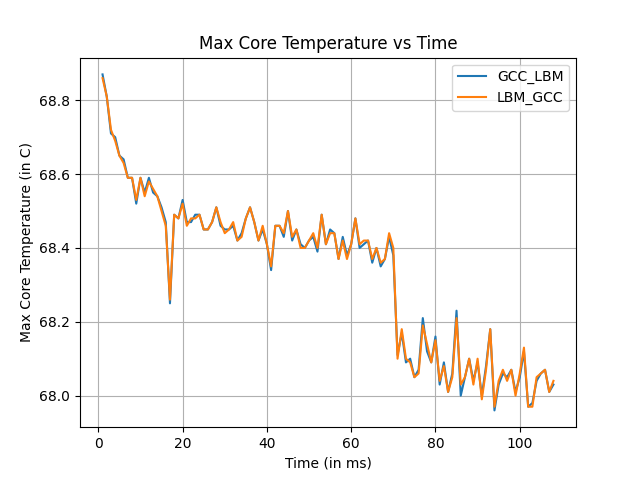 Max Core Temperature vs Time
GCC_LBM
LBM_GCC
Max Core Temperature (in C)
68.8
68.6
68.4
68.2
68.0
0 20 40 60 80 100
Time (in ms)